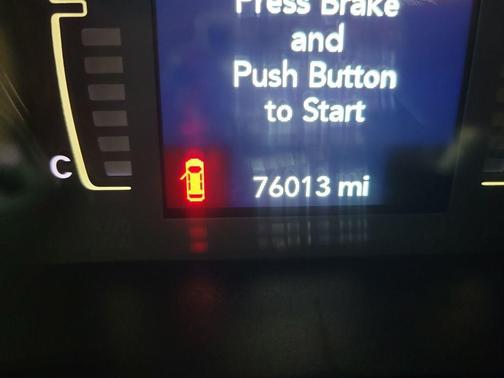 Press Brake
and
Push Button
to Start
C
76013 mi